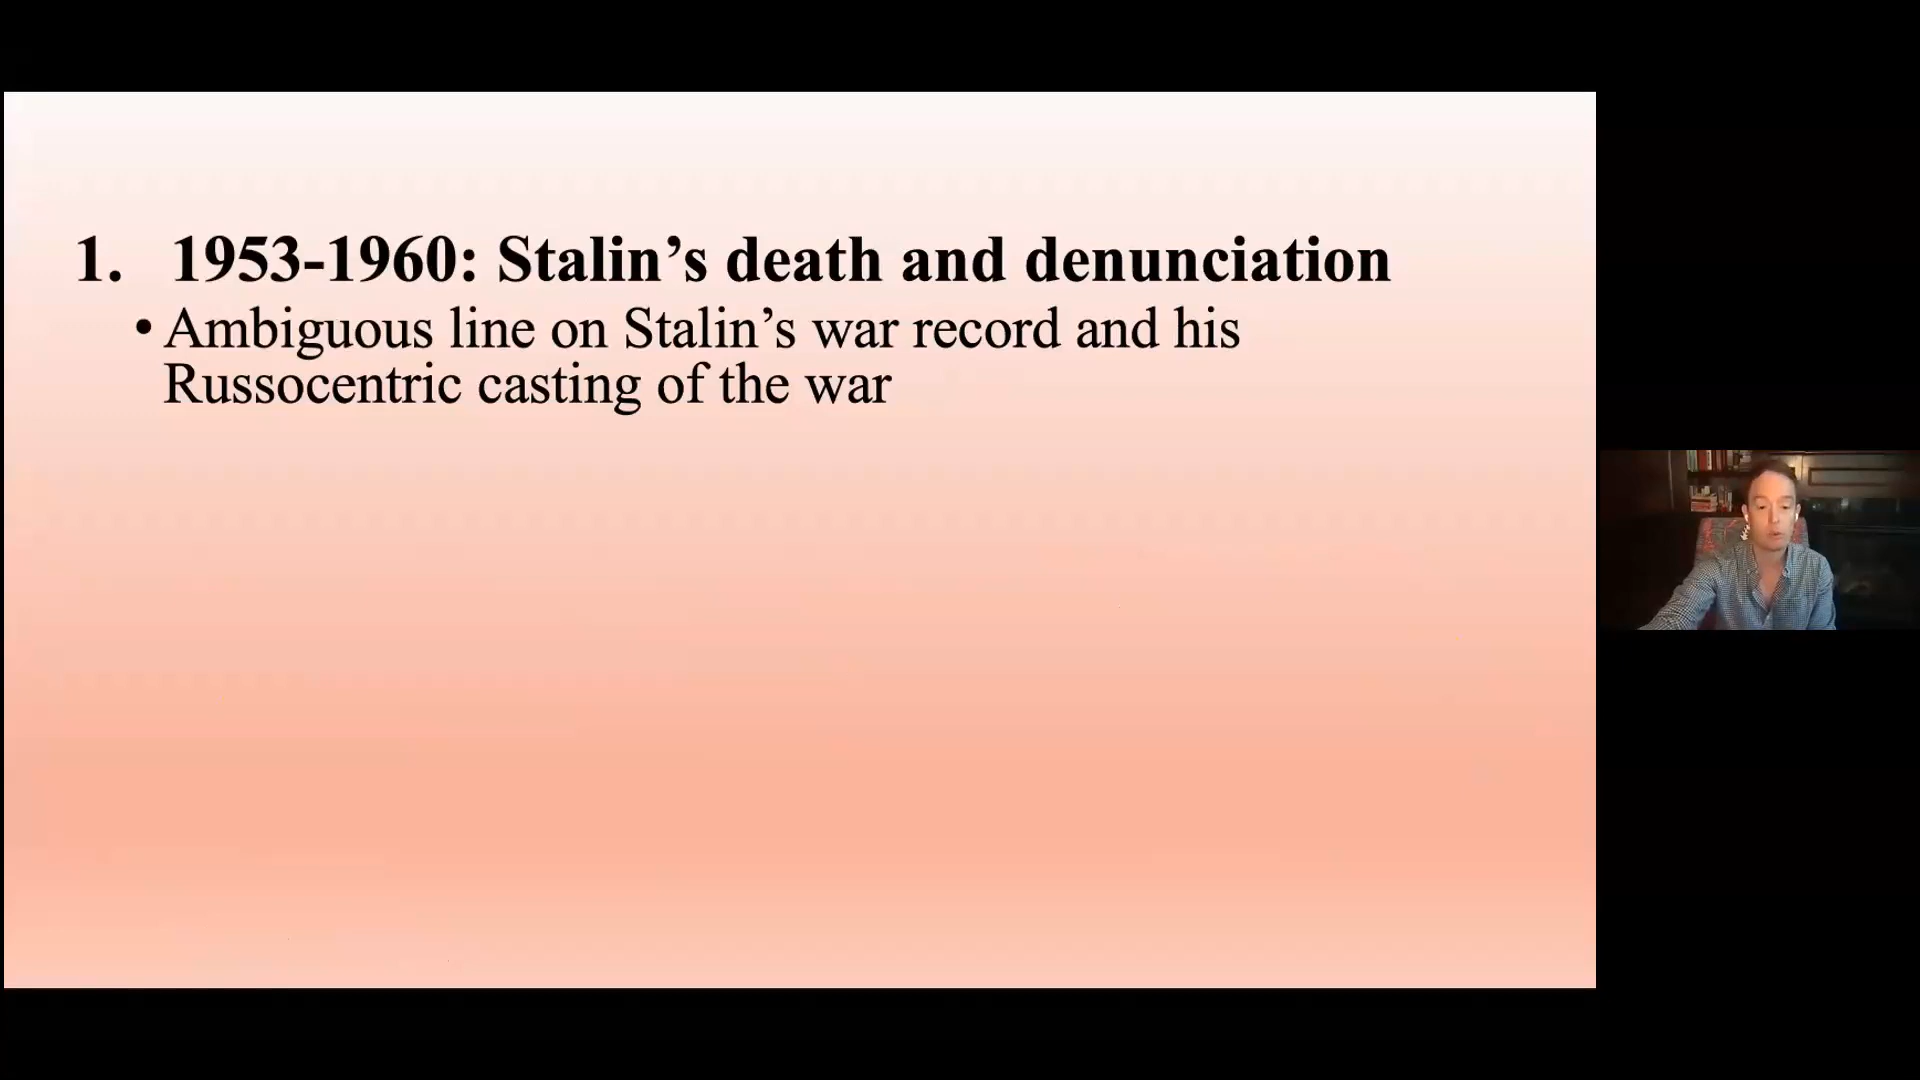 1. 1953-1960: Stalin’s death and denunciation
• Ambiguous line on Stalin’s war record and his
Russocentric casting of the war